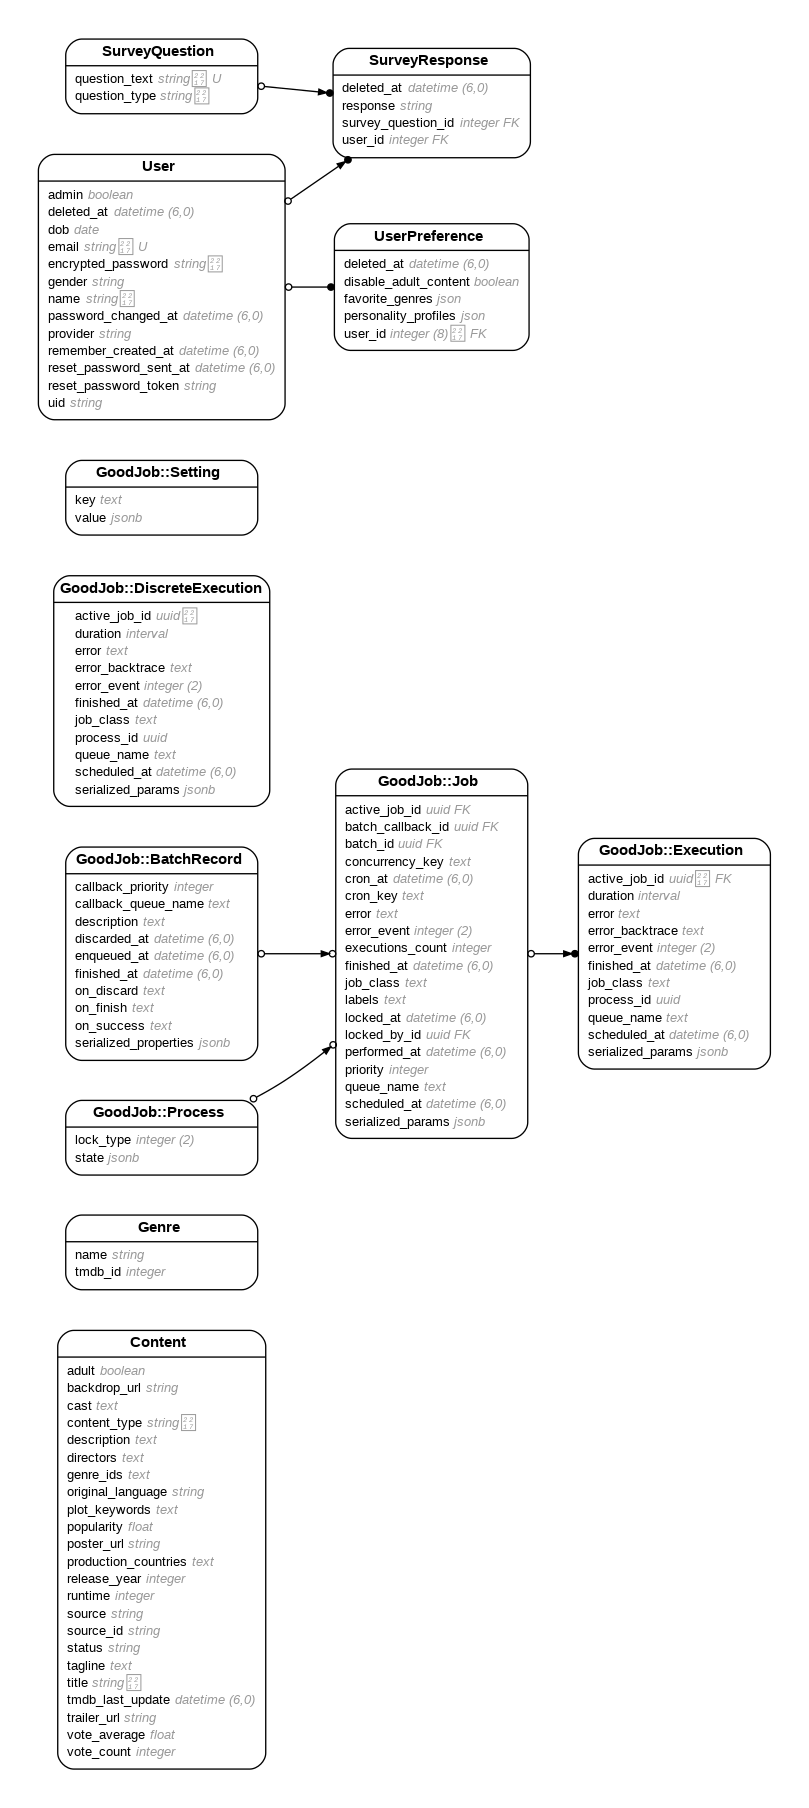 SurveyQuestion
question_text string∗ U
question_type string∗
SurveyResponse
deleted_at datetime (6,0)
response string
survey_question_id integer FK
user_id integer FK
User
admin boolean
deleted_at datetime (6,0)
dob date
email string∗ U
encrypted_password string∗
gender string
name string∗
password_changed_at datetime (6,0)
provider string
remember_created_at datetime (6,0)
reset_password_sent_at datetime (6,0)
reset_password_token string
uid string
UserPreference
deleted_at datetime (6,0)
disable_adult_content boolean
favorite_genres json
personality_profiles json
user_id integer (8)∗ FK
GoodJob::Setting
key text
value jsonb
GoodJob::DiscreteExecution
active_job_id uuid∗
duration interval
error text
error_backtrace text
error_event integer (2)
finished_at datetime (6,0)
job_class text
process_id uuid
queue_name text
scheduled_at datetime (6,0)
serialized_params jsonb
GoodJob::BatchRecord
callback_priority integer
callback_queue_name text
description text
discarded_at datetime (6,0)
enqueued_at datetime (6,0)
finished_at datetime (6,0)
on_discard text
on_finish text
on_success text
serialized_properties jsonb
GoodJob::Job
active_job_id uuid FK
batch_callback_id uuid FK
batch_id uuid FK
concurrency_key text
cron_at datetime (6,0)
cron_key text
error text
error_event integer (2)
executions_count integer
finished_at datetime (6,0)
job_class text
labels text
locked_at datetime (6,0)
locked_by_id uuid FK
performed_at datetime (6,0)
priority integer
queue_name text
scheduled_at datetime (6,0)
serialized_params jsonb
GoodJob::Execution
active_job_id uuid∗ FK
duration interval
error text
error_backtrace text
error_event integer (2)
finished_at datetime (6,0)
job_class text
process_id uuid
queue_name text
scheduled_at datetime (6,0)
serialized_params jsonb
GoodJob::Process
lock_type integer (2)
state jsonb
Genre
name string
tmdb_id integer
Content
adult boolean
backdrop_url string
cast text
content_type string∗
description text
directors text
genre_ids text
original_language string
plot_keywords text
popularity float
poster_url string
production_countries text
release_year integer
runtime integer
source string
source_id string
status string
tagline text
title string∗
tmdb_last_update datetime (6,0)
trailer_url string
vote_average float
vote_count integer